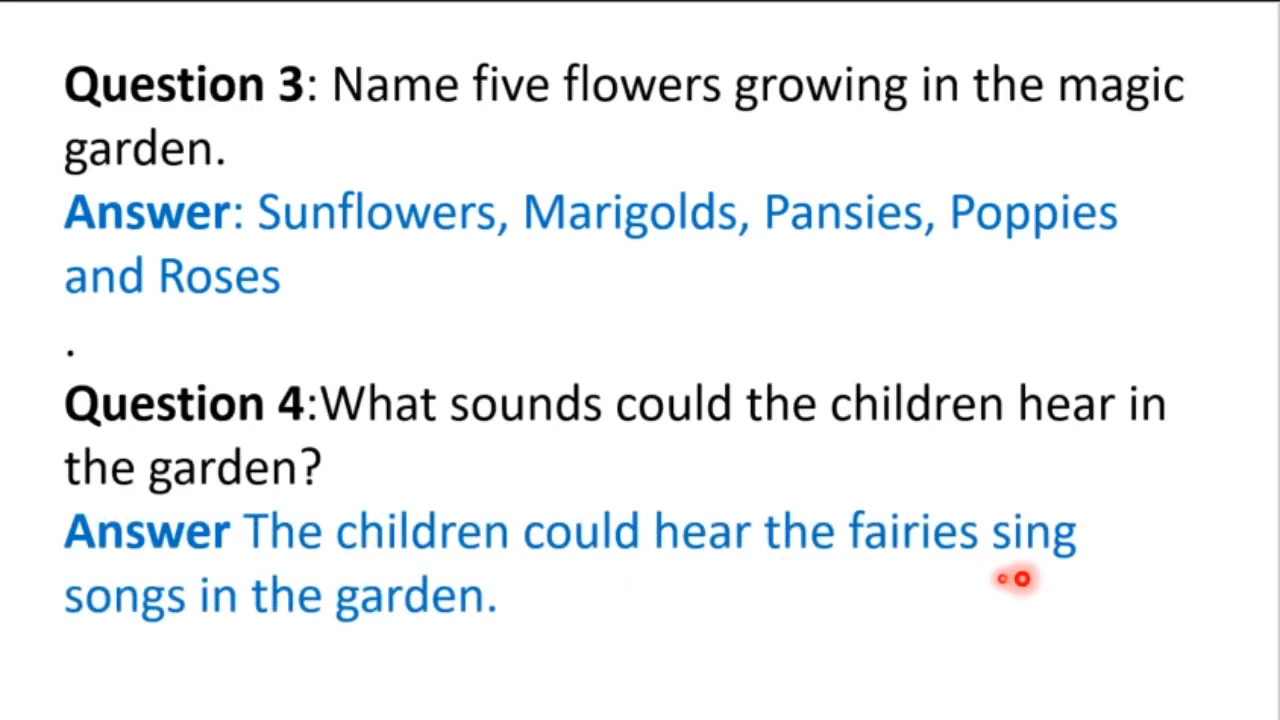 Question 3: Name five flowers growing in the magic
garden.
Answer: Sunflowers, Marigolds, Pansies, Poppies
and Roses
.
Question 4:What sounds could the children hear in
the garden?
Answer The children could hear the fairies sing
songs in the garden.